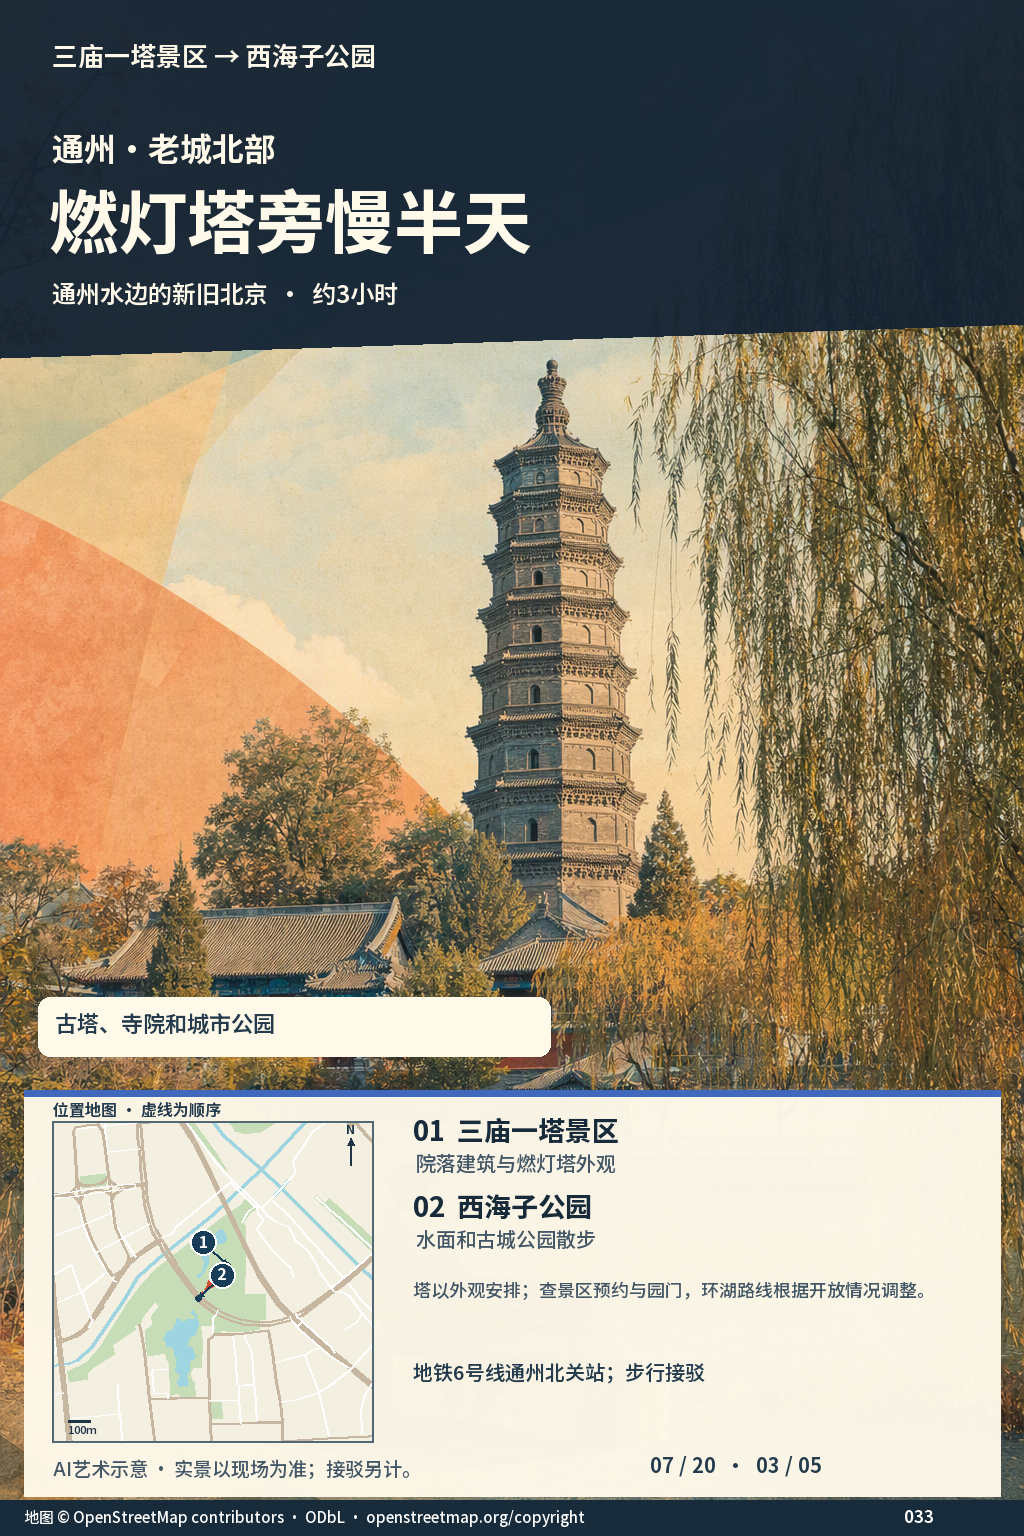 三庙一塔景区 → 西海子公园
通州·老城北部
燃灯塔旁慢半天
通州水边的新旧北京 · 约3小时
古塔、寺院和城市公园
位置地图 · 虚线为顺序
N
1
2
100m
01 三庙一塔景区
院落建筑与燃灯塔外观
02 西海子公园
水面和古城公园散步
塔以外观安排；查景区预约与园门，环湖路线根据开放情况调整。
地铁6号线通州北关站；步行接驳
AI艺术示意 · 实景以现场为准；接驳另计。
07 / 20 · 03 / 05
地图 © OpenStreetMap contributors · ODbL · openstreetmap.org/copyright
033